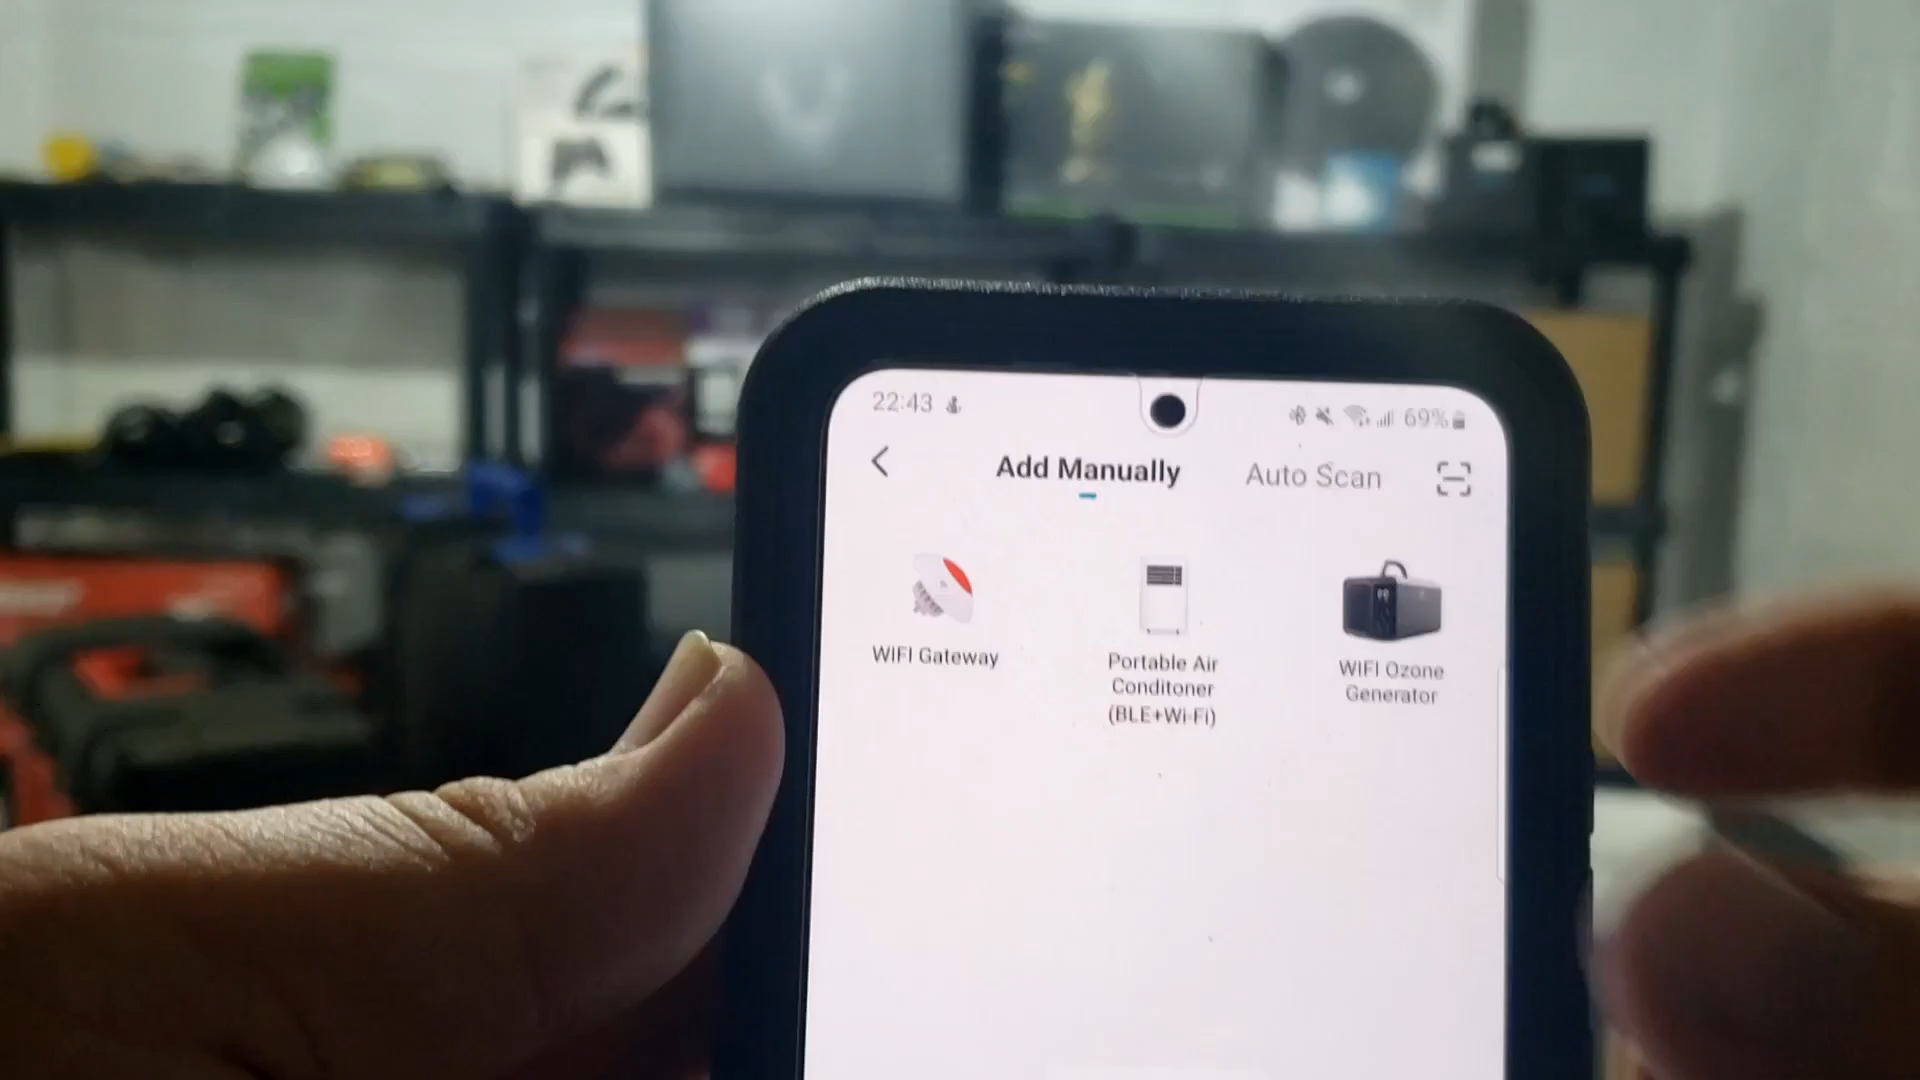 22:43
69%
Add Manually
Auto Scan
WIFI Gateway
Portable Air
Conditoner
(BLE+Wi-Fi)
WIFI Ozone
Generator